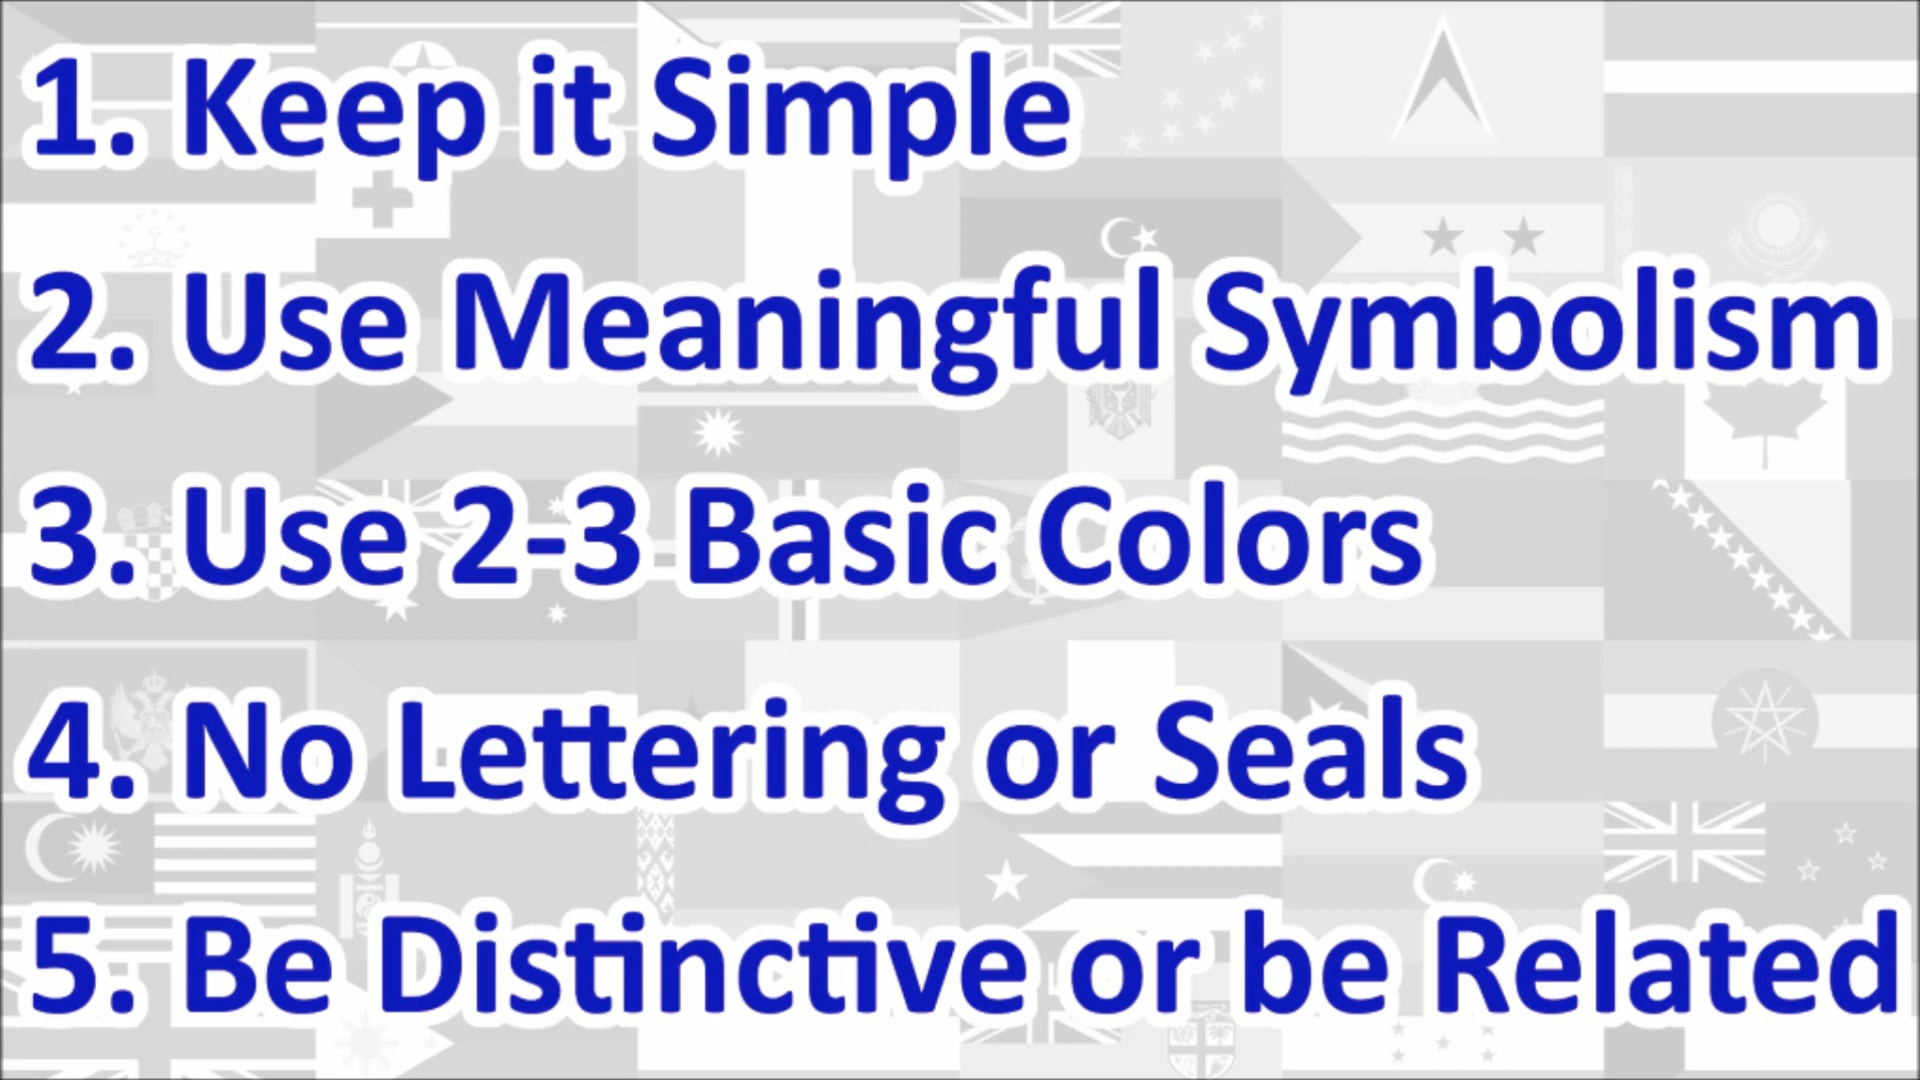 1. Keep it Simple
2. Use Meaningful Symbolism
3. Use 2-3 Basic Colors
4. No Lettering or Seals
5. Be Distinctive or be Related